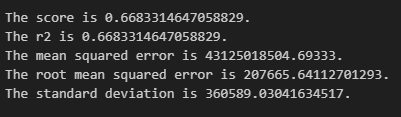 The score is 0.6683314647058829.
The r2 is 0.6683314647058829.
The mean squared error is 43125018504.69333.
The root mean squared error is 207665.64112701293.
The standard deviation is 360589.03041634517.